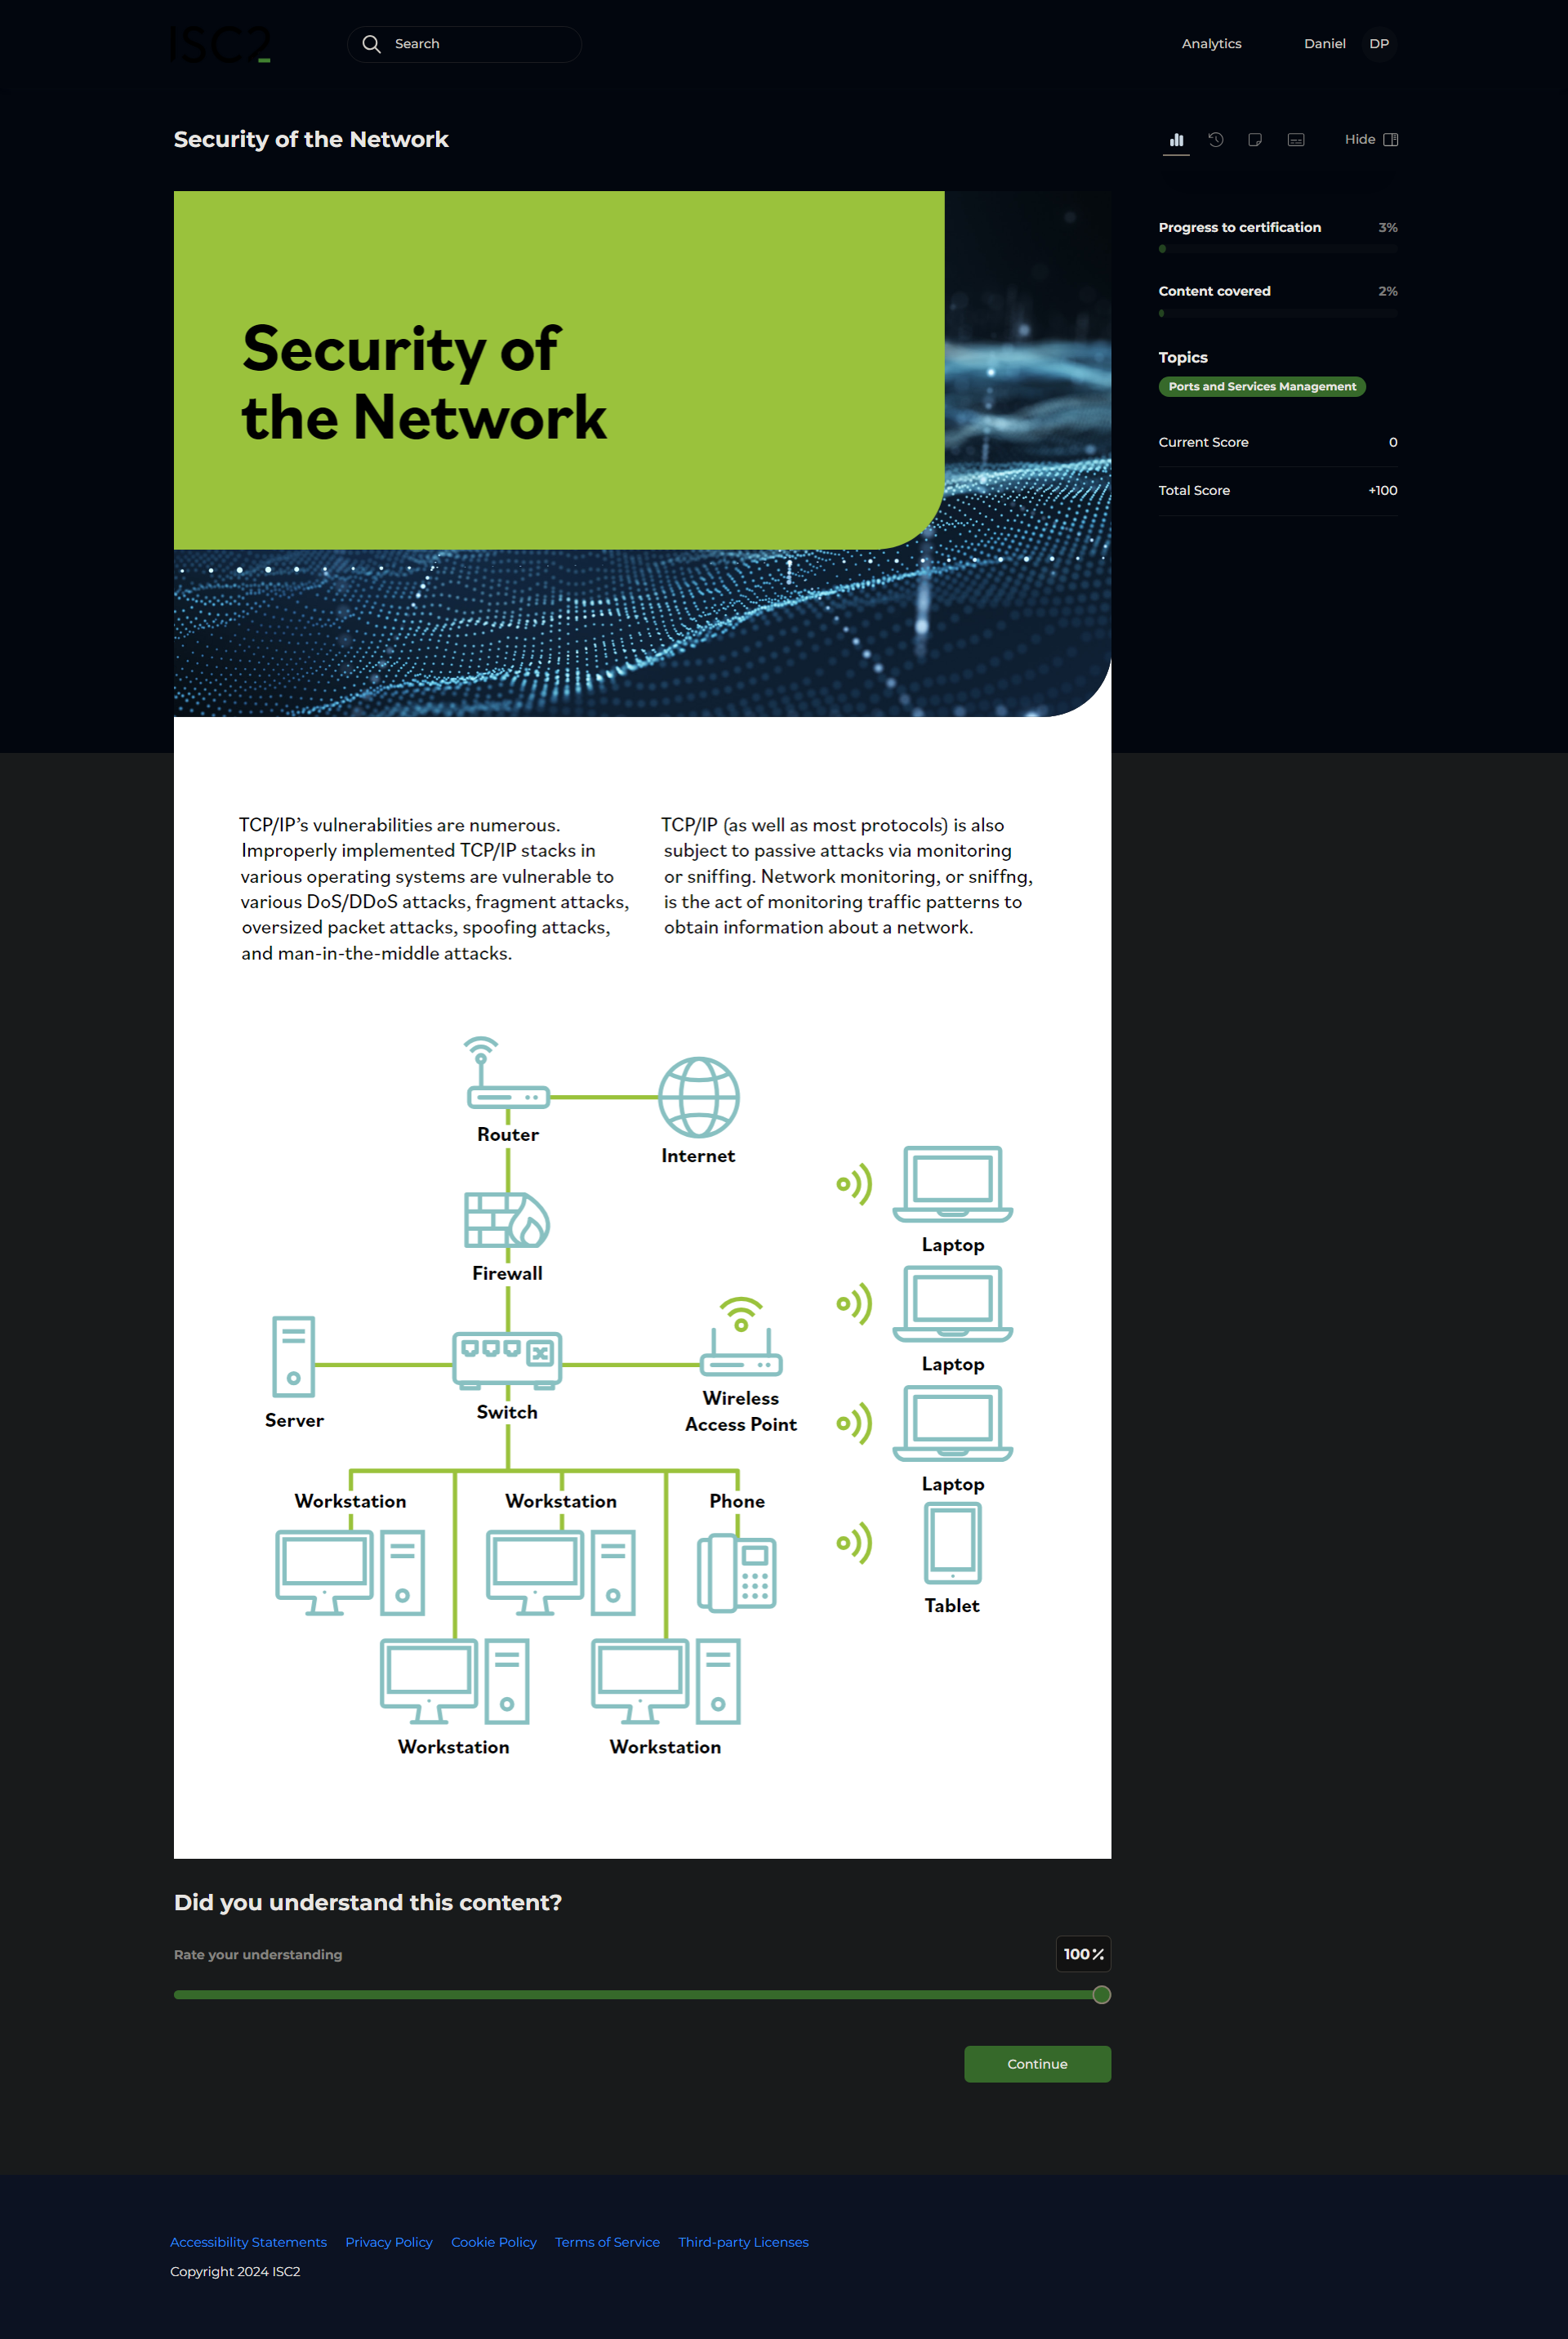 ISC2
Search
Analytics
Daniel
DP
Security of the Network
Hide
Progress to certification
3%
Content covered
2%
Topics
Ports and Services Management
Current Score
0
Total Score
+100
Security of
the Network
TCP/IP’s vulnerabilities are numerous.
Improperly implemented TCP/IP stacks in
various operating systems are vulnerable to
various DoS/DDoS attacks, fragment attacks,
oversized packet attacks, spoofing attacks,
and man-in-the-middle attacks.
TCP/IP (as well as most protocols) is also
subject to passive attacks via monitoring
or sniffing. Network monitoring, or sniffng,
is the act of monitoring traffic patterns to
obtain information about a network.
Router
Internet
Laptop
Firewall
Laptop
Server
Switch
Wireless
Access Point
Laptop
Workstation
Workstation
Phone
Tablet
Workstation
Workstation
Did you understand this content?
Rate your understanding
100%
Continue
Accessibility Statements
Privacy Policy
Cookie Policy
Terms of Service
Third-party Licenses
Copyright 2024 ISC2